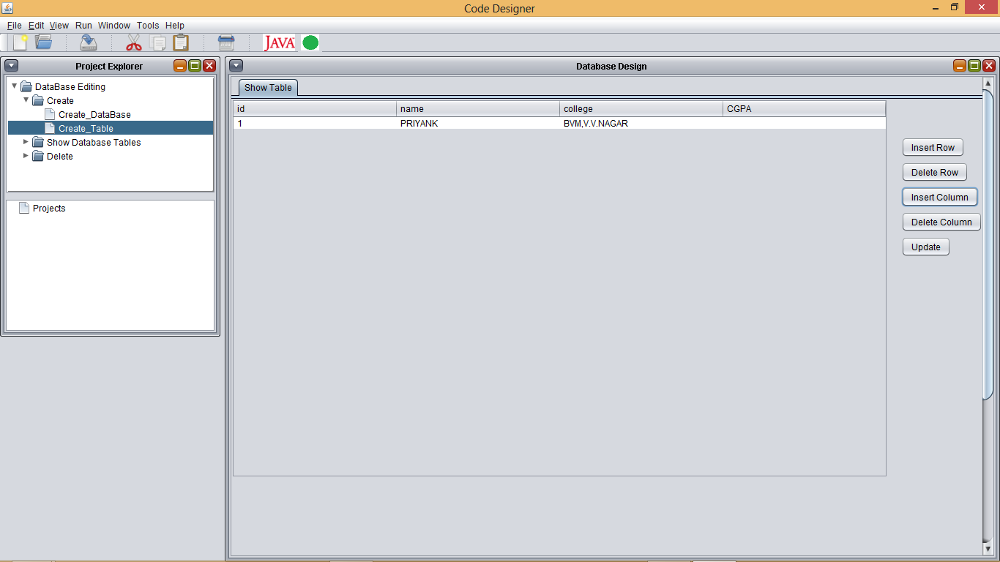 Code Designer
File Edit View Run Window Tools Help
JAVA
Project Explorer
DataBase Editing
Create
Create_DataBase
Create_Table
Show Database Tables
Delete
Projects
Database Design
Show Table
id name college CGPA
1 PRIYANK BVM,V.V.NAGAR
Insert Row
Delete Row
Insert Column
Delete Column
Update